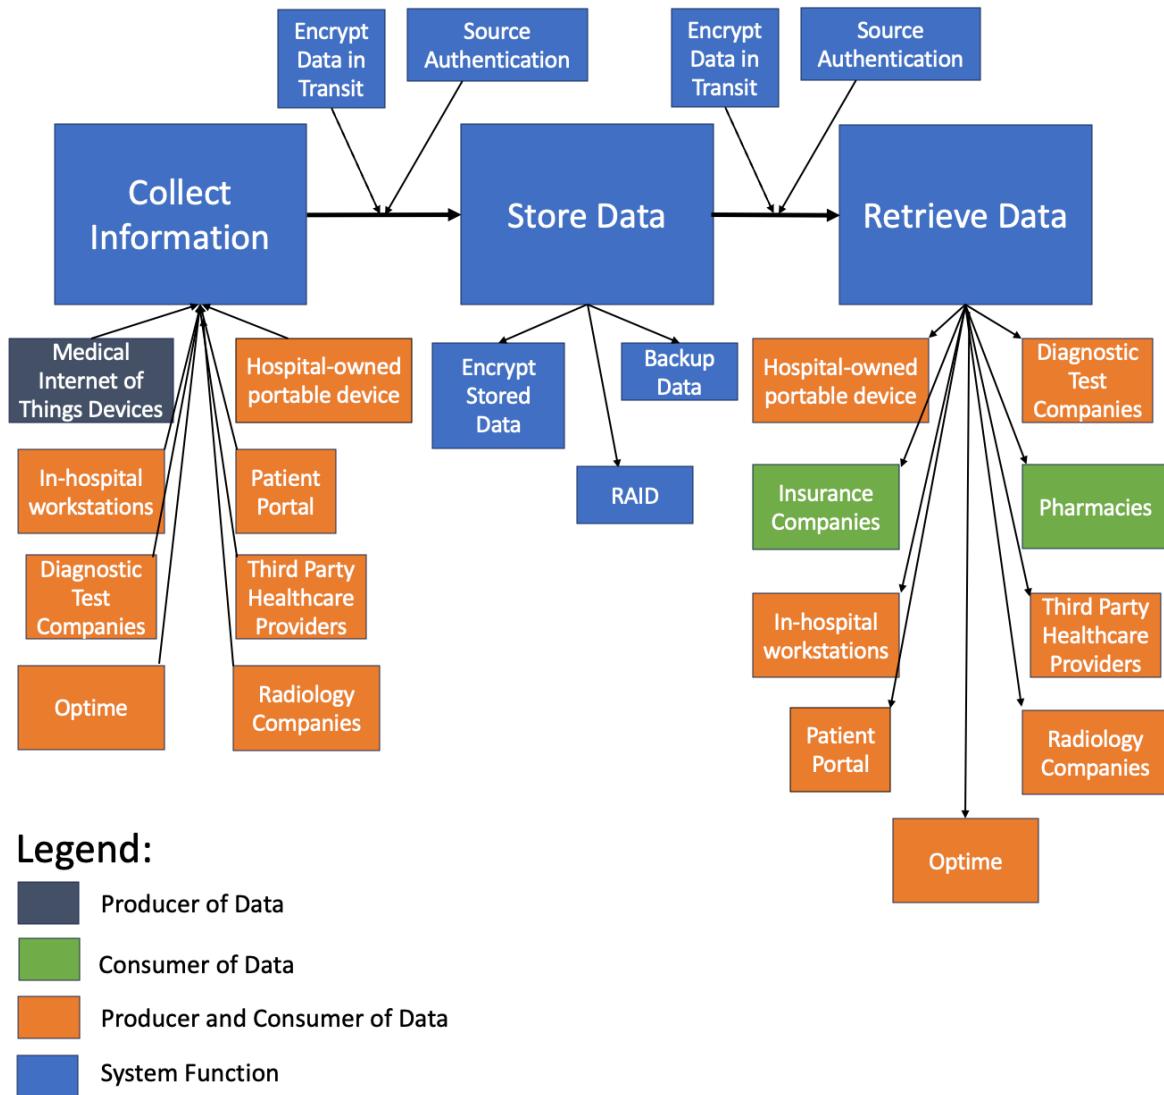 Encrypt
Data in
Transit
Source
Authentication
Encrypt
Data in
Transit
Source
Authentication
Collect
Information
Store Data
Retrieve Data
Medical
Internet of
Things Devices
Hospital-owned
portable device
In-hospital
workstations
Patient
Portal
Diagnostic
Test
Companies
Third Party
Healthcare
Providers
Optime
Radiology
Companies
Encrypt
Stored
Data
Backup
Data
RAID
Hospital-owned
portable device
Diagnostic
Test
Companies
Insurance
Companies
Pharmacies
In-hospital
workstations
Third Party
Healthcare
Providers
Patient
Portal
Radiology
Companies
Optime
Legend:
Producer of Data
Consumer of Data
Producer and Consumer of Data
System Function